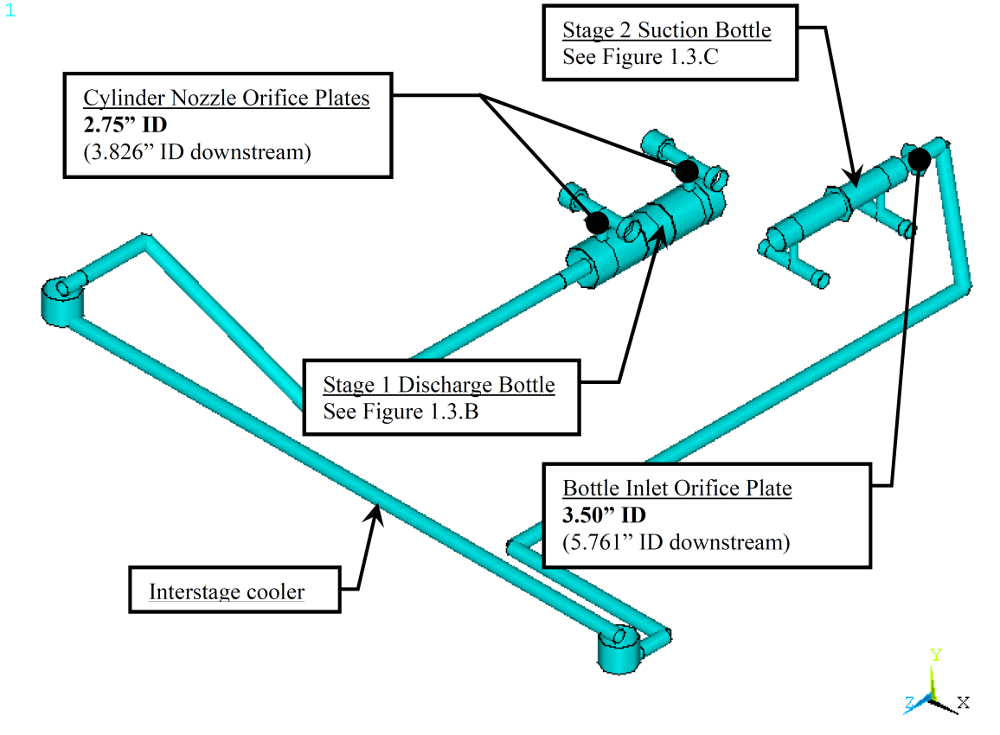 1
Stage 2 Suction Bottle
See Figure 1.3.C
Cylinder Nozzle Orifice Plates
2.75” ID
(3.826” ID downstream)
Stage 1 Discharge Bottle
See Figure 1.3.B
Bottle Inlet Orifice Plate
3.50” ID
(5.761” ID downstream)
Interstage cooler
Y
Z
X